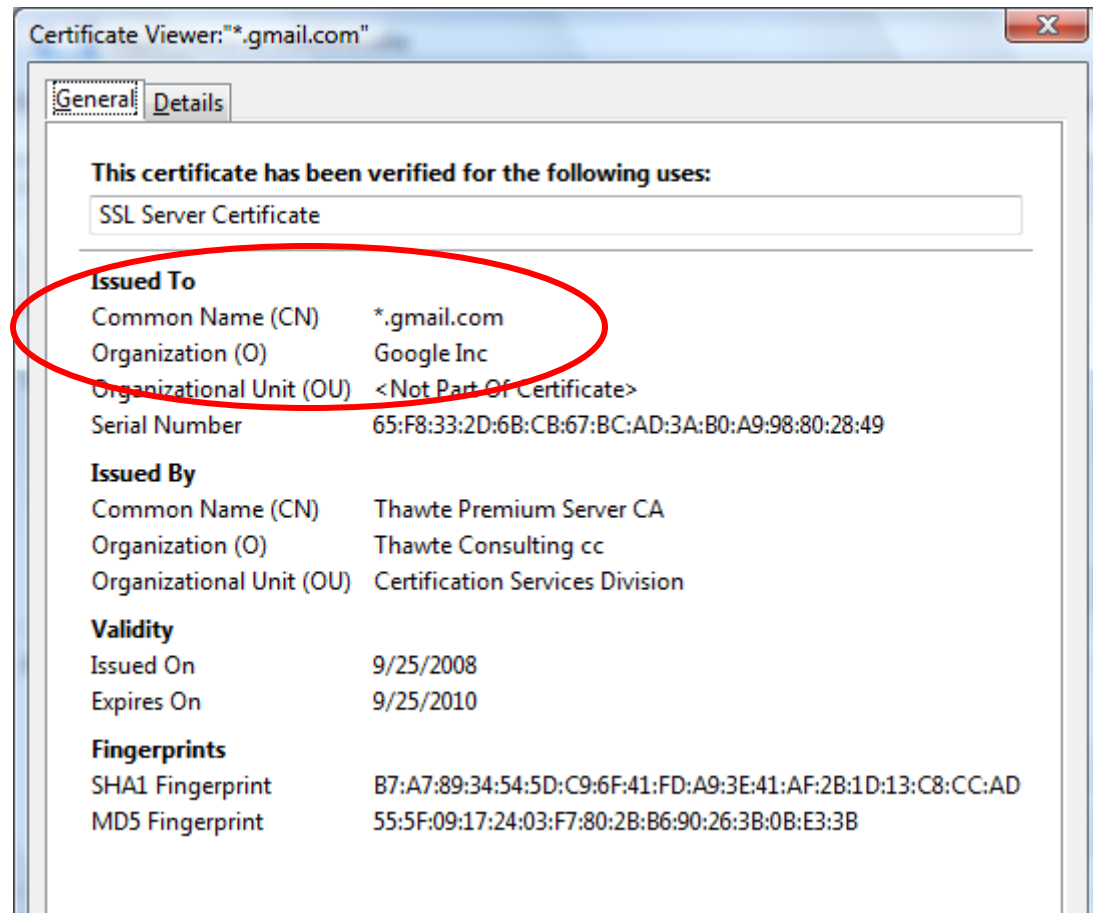 Certificate Viewer:"*.gmail.com"
General Details
This certificate has been verified for the following uses:
SSL Server Certificate
Issued To
Common Name (CN) *.gmail.com
Organization (O) Google Inc
Organizational Unit (OU) <Not Part Of Certificate>
Serial Number 65:F8:33:2D:6B:CB:67:BC:AD:3A:B0:A9:98:80:28:49
Issued By
Common Name (CN) Thawte Premium Server CA
Organization (O) Thawte Consulting cc
Organizational Unit (OU) Certification Services Division
Validity
Issued On 9/25/2008
Expires On 9/25/2010
Fingerprints
SHA1 Fingerprint B7:A7:89:34:54:5D:C9:6F:41:FD:A9:3E:41:AF:2B:1D:13:C8:CC:AD
MD5 Fingerprint 55:5F:09:17:24:03:F7:80:2B:B6:90:26:3B:0B:E3:3B